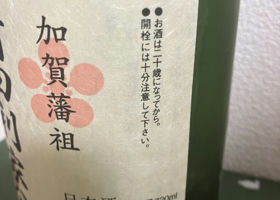 ●お酒は二十歳になってから。
●開栓には十分注意して下さい。
加賀藩祖
日本酒